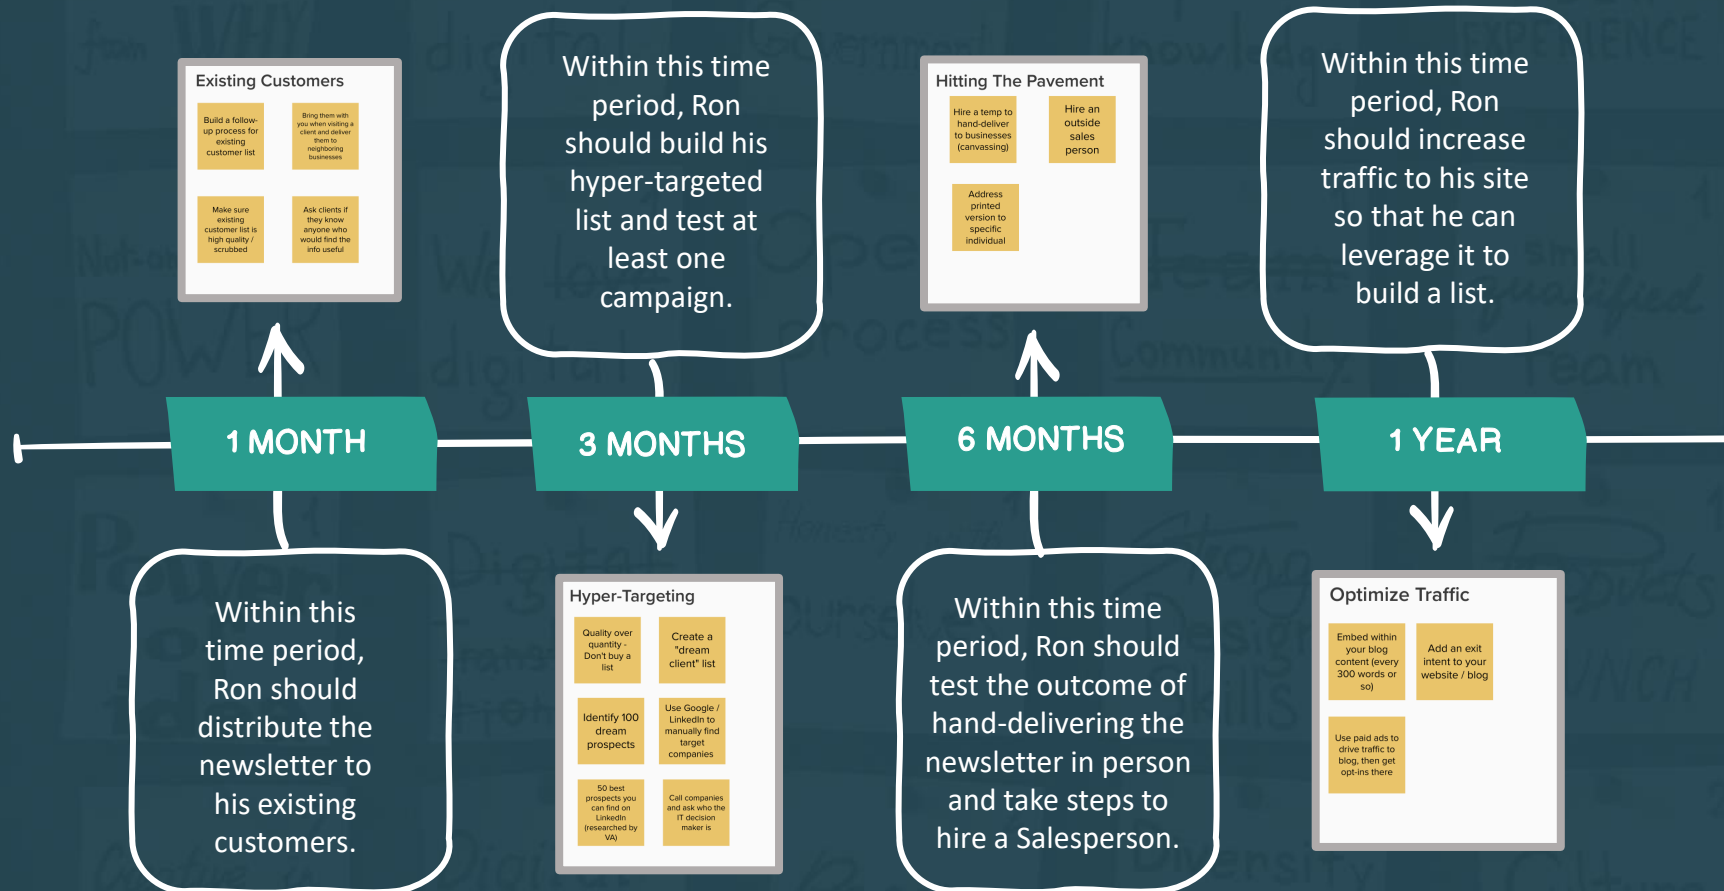 Existing Customers
Build a follow-
up process for
existing
customer list
Bring them with
you when visiting a
client and deliver
them to
neighboring
businesses
Make sure
existing
customer list is
high quality /
scrubbed
Ask clients if
they know
anyone who
would find the
info useful
Within this time
period, Ron
should build his
hyper-targeted
list and test at
least one
campaign.
Hitting The Pavement
Hire a temp to
hand-deliver
to businesses
(canvassing)
Hire an
outside
sales
person
Address
printed
version to
specific
individual
Within this time
period, Ron
should increase
traffic to his site
so that he can
leverage it to
build a list.
1 MONTH
3 MONTHS
6 MONTHS
1 YEAR
Within this
time period,
Ron should
distribute the
newsletter to
his existing
customers.
Hyper-Targeting
Quality over
quantity -
Don't buy a
list
Create a
"dream
client" list
Identify 100
dream
prospects
Use Google /
LinkedIn to
manually find
target
companies
50 best
prospects you
can find on
LinkedIn
(researched by
VA)
Call companies
and ask who the
IT decision
maker is
Within this time
period, Ron should
test the outcome of
hand-delivering the
newsletter in person
and take steps to
hire a Salesperson.
Optimize Traffic
Embed within
your blog
content (every
300 words or
so)
Add an exit
intent to your
website / blog
Use paid ads to
drive traffic to
blog, then get
opt-ins there